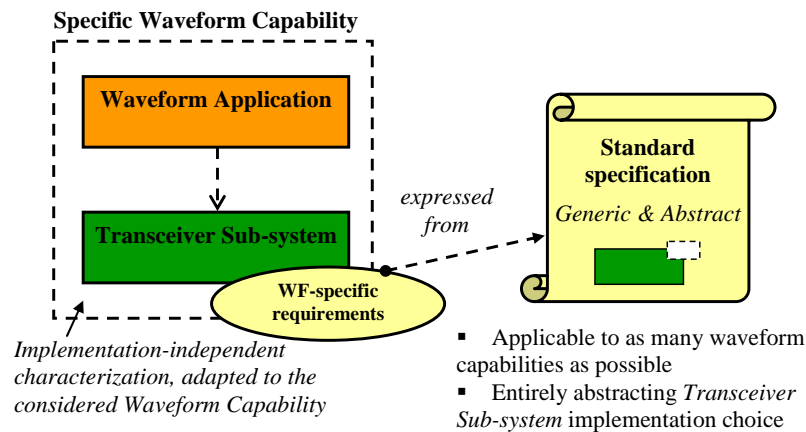 Specific Waveform Capability
Waveform Application
Transceiver Sub-system
WF-specific
requirements
Implementation-independent
characterization, adapted to the
considered Waveform Capability
expressed
from
Standard
specification
Generic & Abstract
▪ Applicable to as many waveform
capabilities as possible
▪ Entirely abstracting Transceiver
Sub-system implementation choice